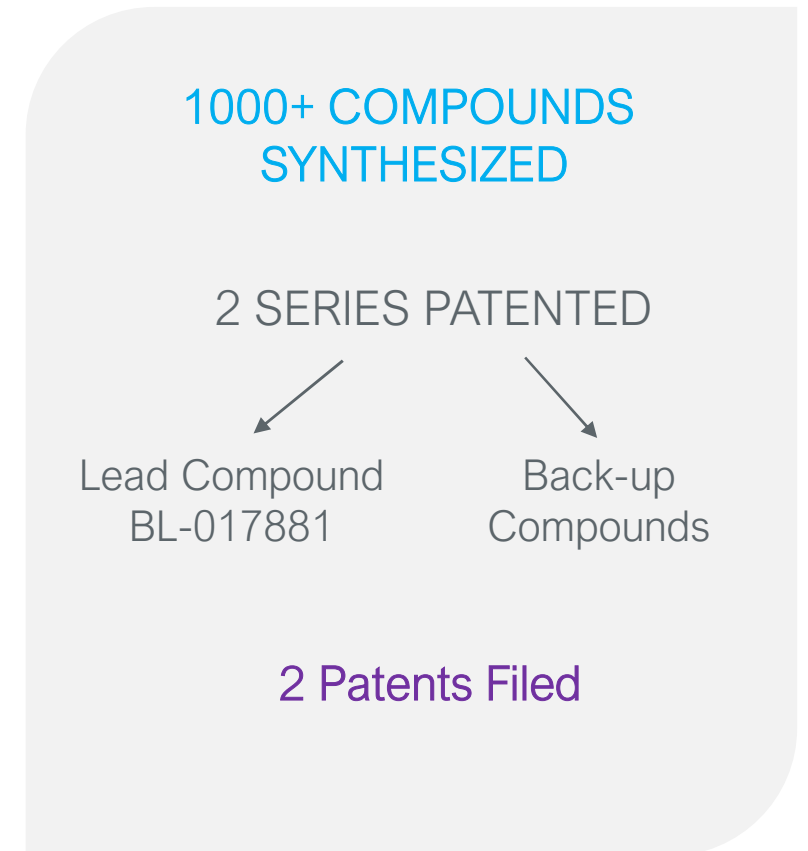 1000+ COMPOUNDS
SYNTHESIZED
2 SERIES PATENTED
Lead Compound
BL-017881
Back-up
Compounds
2 Patents Filed